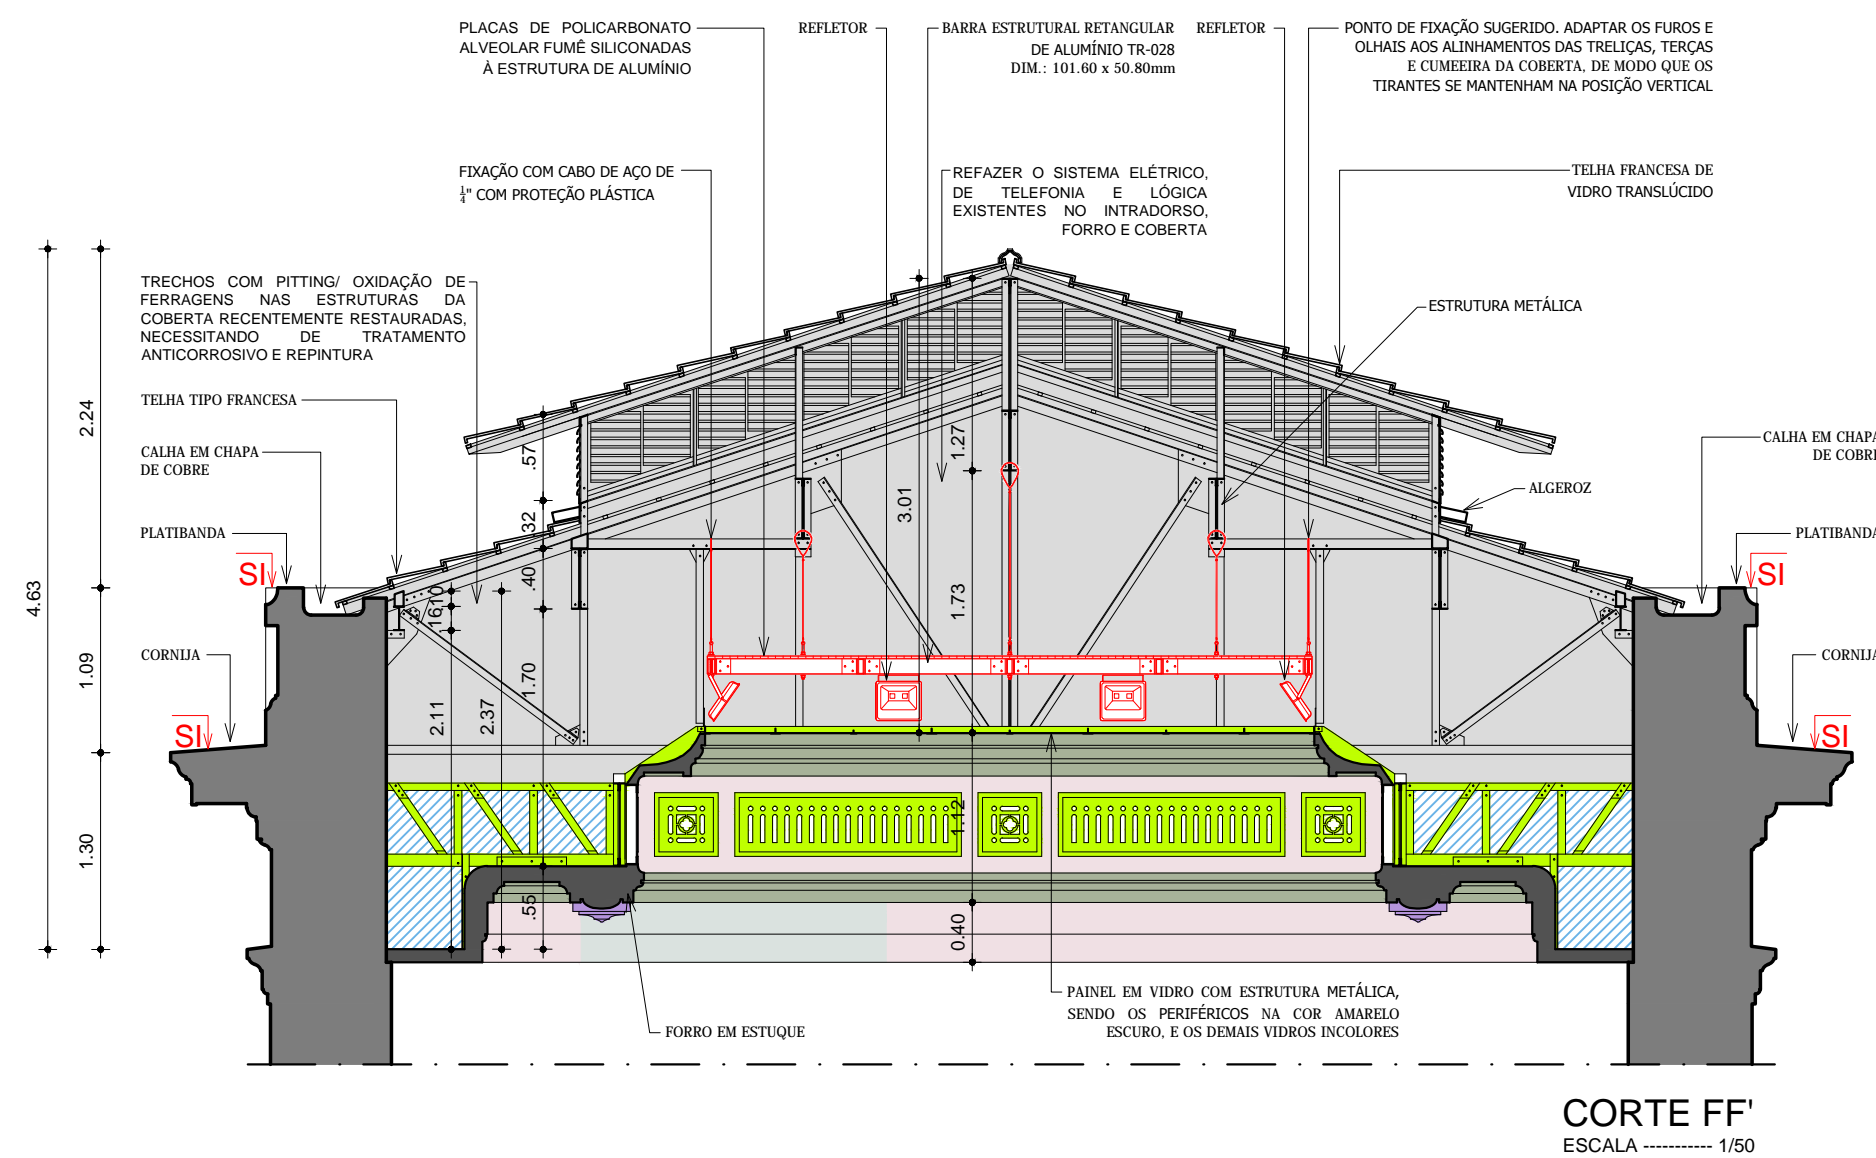 PLACAS DE POLICARBONATO
ALVEOLAR FUMÊ SILICONADAS
À ESTRUTURA DE ALUMÍNIO
REFLETOR
BARRA ESTRUTURAL RETANGULAR
DE ALUMÍNIO TR-028
DIM.: 101.60 x 50.80mm
REFLETOR
PONTO DE FIXAÇÃO SUGERIDO. ADAPTAR OS FUROS E
OLHAIS AOS ALINHAMENTOS DAS TRELIÇAS, TERÇAS
E CUMEEIRA DA COBERTA, DE MODO QUE OS
TIRANTES SE MANTENHAM NA POSIÇÃO VERTICAL
FIXAÇÃO COM CABO DE AÇO DE
¼" COM PROTEÇÃO PLÁSTICA
REFAZER O SISTEMA ELÉTRICO,
DE TELEFONIA E LÓGICA
EXISTENTES NO INTRADORSO,
FORRO E COBERTA
TELHA FRANCESA DE
VIDRO TRANSLÚCIDO
TRECHOS COM PITTING/ OXIDAÇÃO DE
FERRAGENS NAS ESTRUTURAS DA
COBERTA RECENTEMENTE RESTAURADAS,
NECESSITANDO DE TRATAMENTO
ANTICORROSIVO E REPINTURA
ESTRUTURA METÁLICA
TELHA TIPO FRANCESA
CALHA EM CHAPA
DE COBRE
CALHA EM CHAPA
DE COBRE
ALGEROZ
PLATIBANDA
PLATIBANDA
SI
SI
CORNIJA
CORNIJA
SI
SI
4.63
2.24
1.09
1.30
.57
.32
.40
1.70
.55
.10
.16
2.11
2.37
3.01
1.27
1.73
1.12
0.40
PAINEL EM VIDRO COM ESTRUTURA METÁLICA,
SENDO OS PERIFÉRICOS NA COR AMARELO
ESCURO, E OS DEMAIS VIDROS INCOLORES
FORRO EM ESTUQUE
CORTE FF'
ESCALA ----------- 1/50